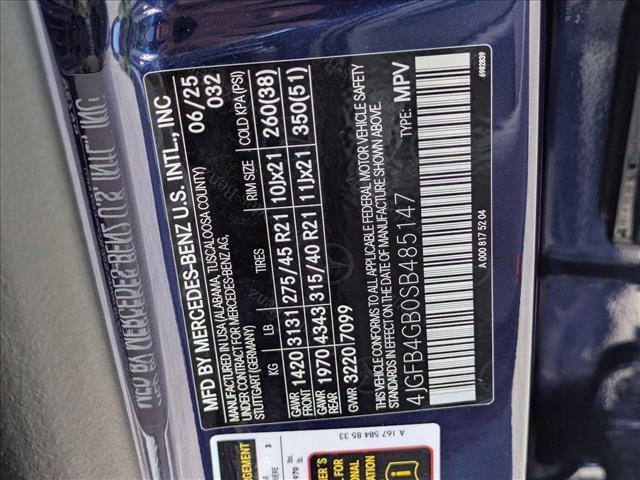 MFD BY MERCEDES-BENZ U.S. INTL., INC
IN USA (ALABAMA, TUSCALOOSA COUNTY) 06/25
UNDER CONTRACT FOR MERCEDES-BENZ AG, 032
STUTTGART (GERMANY)
KG LB TIRES RIM SIZE COLD KPA (PSI)
GAWR FRONT 1420 3131 275/45 R21 10Jx21 260(38)
GAWR REAR 1970 4343 315/40 R21 11Jx21 350(51)
GVWR 3220 7099
THIS VEHICLE CONFORMS TO ALL APPLICABLE FEDERAL MOTOR VEHICLE SAFETY
STANDARDS IN EFFECT ON THE DATE OF MANUFACTURE SHOWN ABOVE.
4JGFB4GB0SB485147 TYPE: MPV
A 000 817 52 04
6982839
A 167 584 85 33